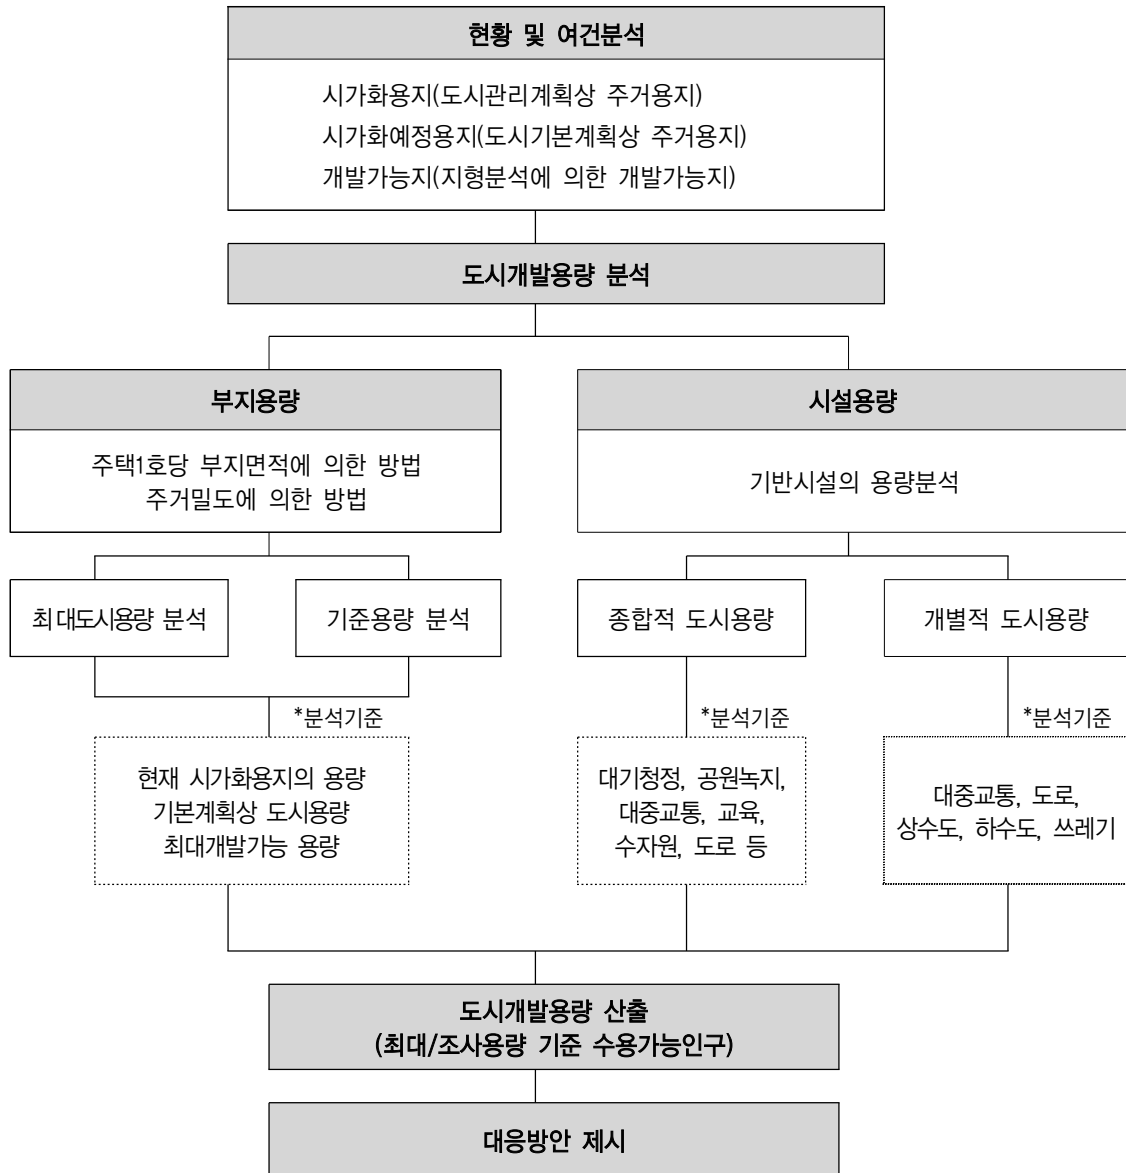 현황 및 여건분석
시가화용지(도시관리계획상 주거용지)
시가화예정용지(도시기본계획상 주거용지)
개발가능지(지형분석에 의한 개발가능지)
도시개발용량 분석
부지용량
주택1호당 부지면적에 의한 방법
주거밀도에 의한 방법
시설용량
기반시설의 용량분석
최대도시용량 분석
기준용량 분석
종합적 도시용량
개별적 도시용량
*분석기준
*분석기준
*분석기준
현재 시가화용지의 용량
기본계획상 도시용량
최대개발가능 용량
대기청정, 공원녹지,
대중교통, 교육,
수자원, 도로 등
대중교통, 도로,
상수도, 하수도, 쓰레기
도시개발용량 산출
(최대/조사용량 기준 수용가능인구)
대응방안 제시